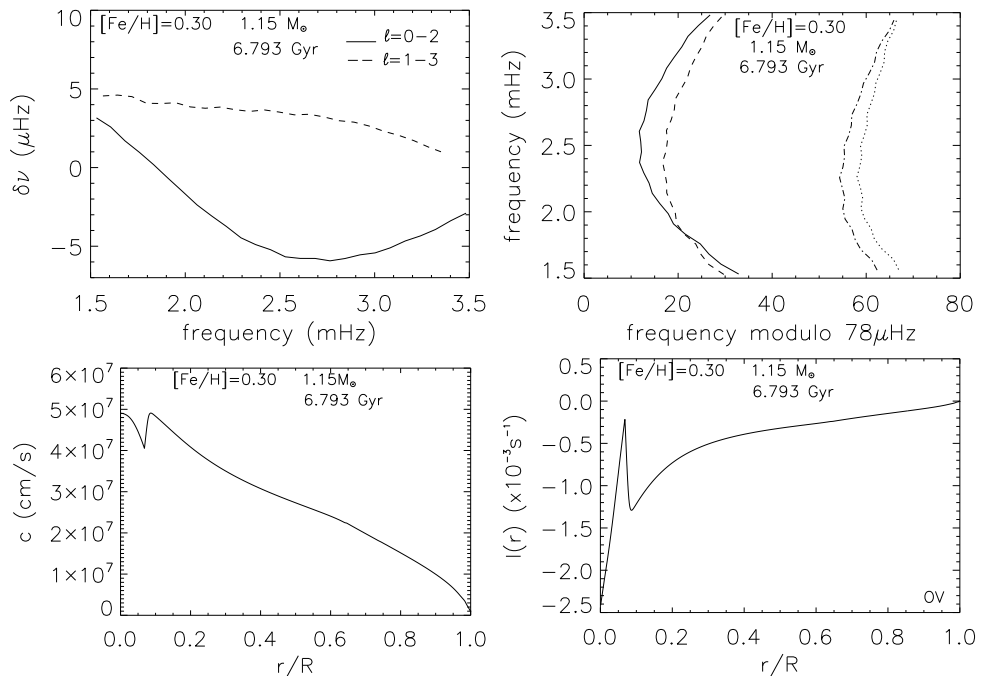 [Fe/H]=0.30 1.15 M⊙
6.793 Gyr
ℓ=0−2
ℓ=1−3
10
5
0
−5
δν (μHz)
1.5 2.0 2.5 3.0 3.5
frequency (mHz)
[Fe/H]=0.30
1.15 M⊙
6.793 Gyr
3.5
3.0
2.5
2.0
1.5
frequency (mHz)
0 20 40 60 80
frequency modulo 78μHz
[Fe/H]=0.30 1.15M⊙
6.793 Gyr
6×10⁷
5×10⁷
4×10⁷
3×10⁷
2×10⁷
1×10⁷
0
c (cm/s)
0.0 0.2 0.4 0.6 0.8 1.0
r/R
[Fe/H]=0.30 1.15 M⊙
6.793 Gyr
0.0
−0.5
−1.0
−1.5
−2.0
−2.5
I(r) (x10⁻³s⁻¹)
OV
0.0 0.2 0.4 0.6 0.8 1.0
r/R